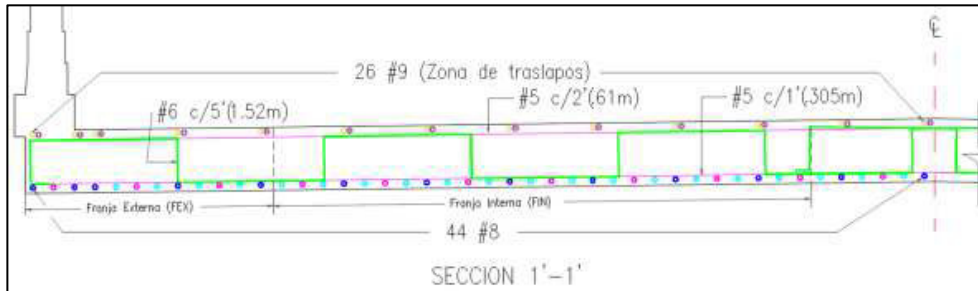 ℄
26 #9 (Zona de traslapos)
#6 c/5'(1.52m)
#5 c/2'(.61m)
#5 c/1'(.305m)
Franja Externa (FEX)
Franja Interna (FIN)
44 #8
SECCION 1'-1'